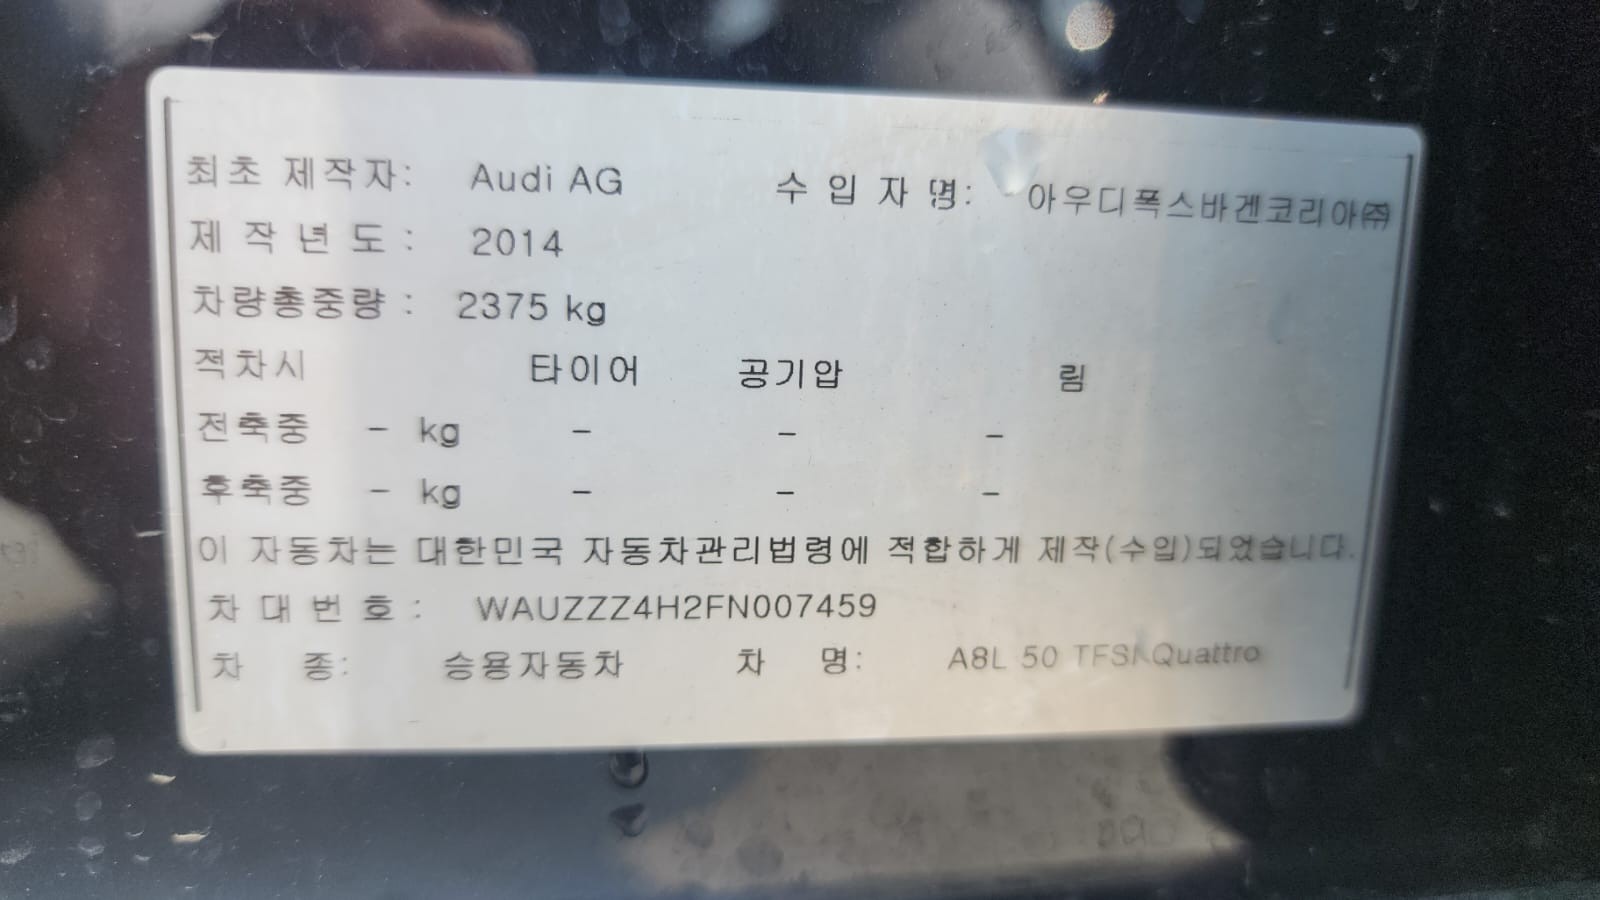 최초 제작자: Audi AG 수 입 자 명: 아우디폭스바겐코리아㈜
제 작 년 도 : 2014
차량총중량 : 2375 kg
적차시 타이어 공기압 림
전축중 - kg - - -
후축중 - kg - - -
이 자동차는 대한민국 자동차관리법령에 적합하게 제작(수입)되었습니다.
차 대 번 호 : WAUZZZ4H2FN007459
차 종: 승용자동차 차 명: A8L 50 TFSI Quattro